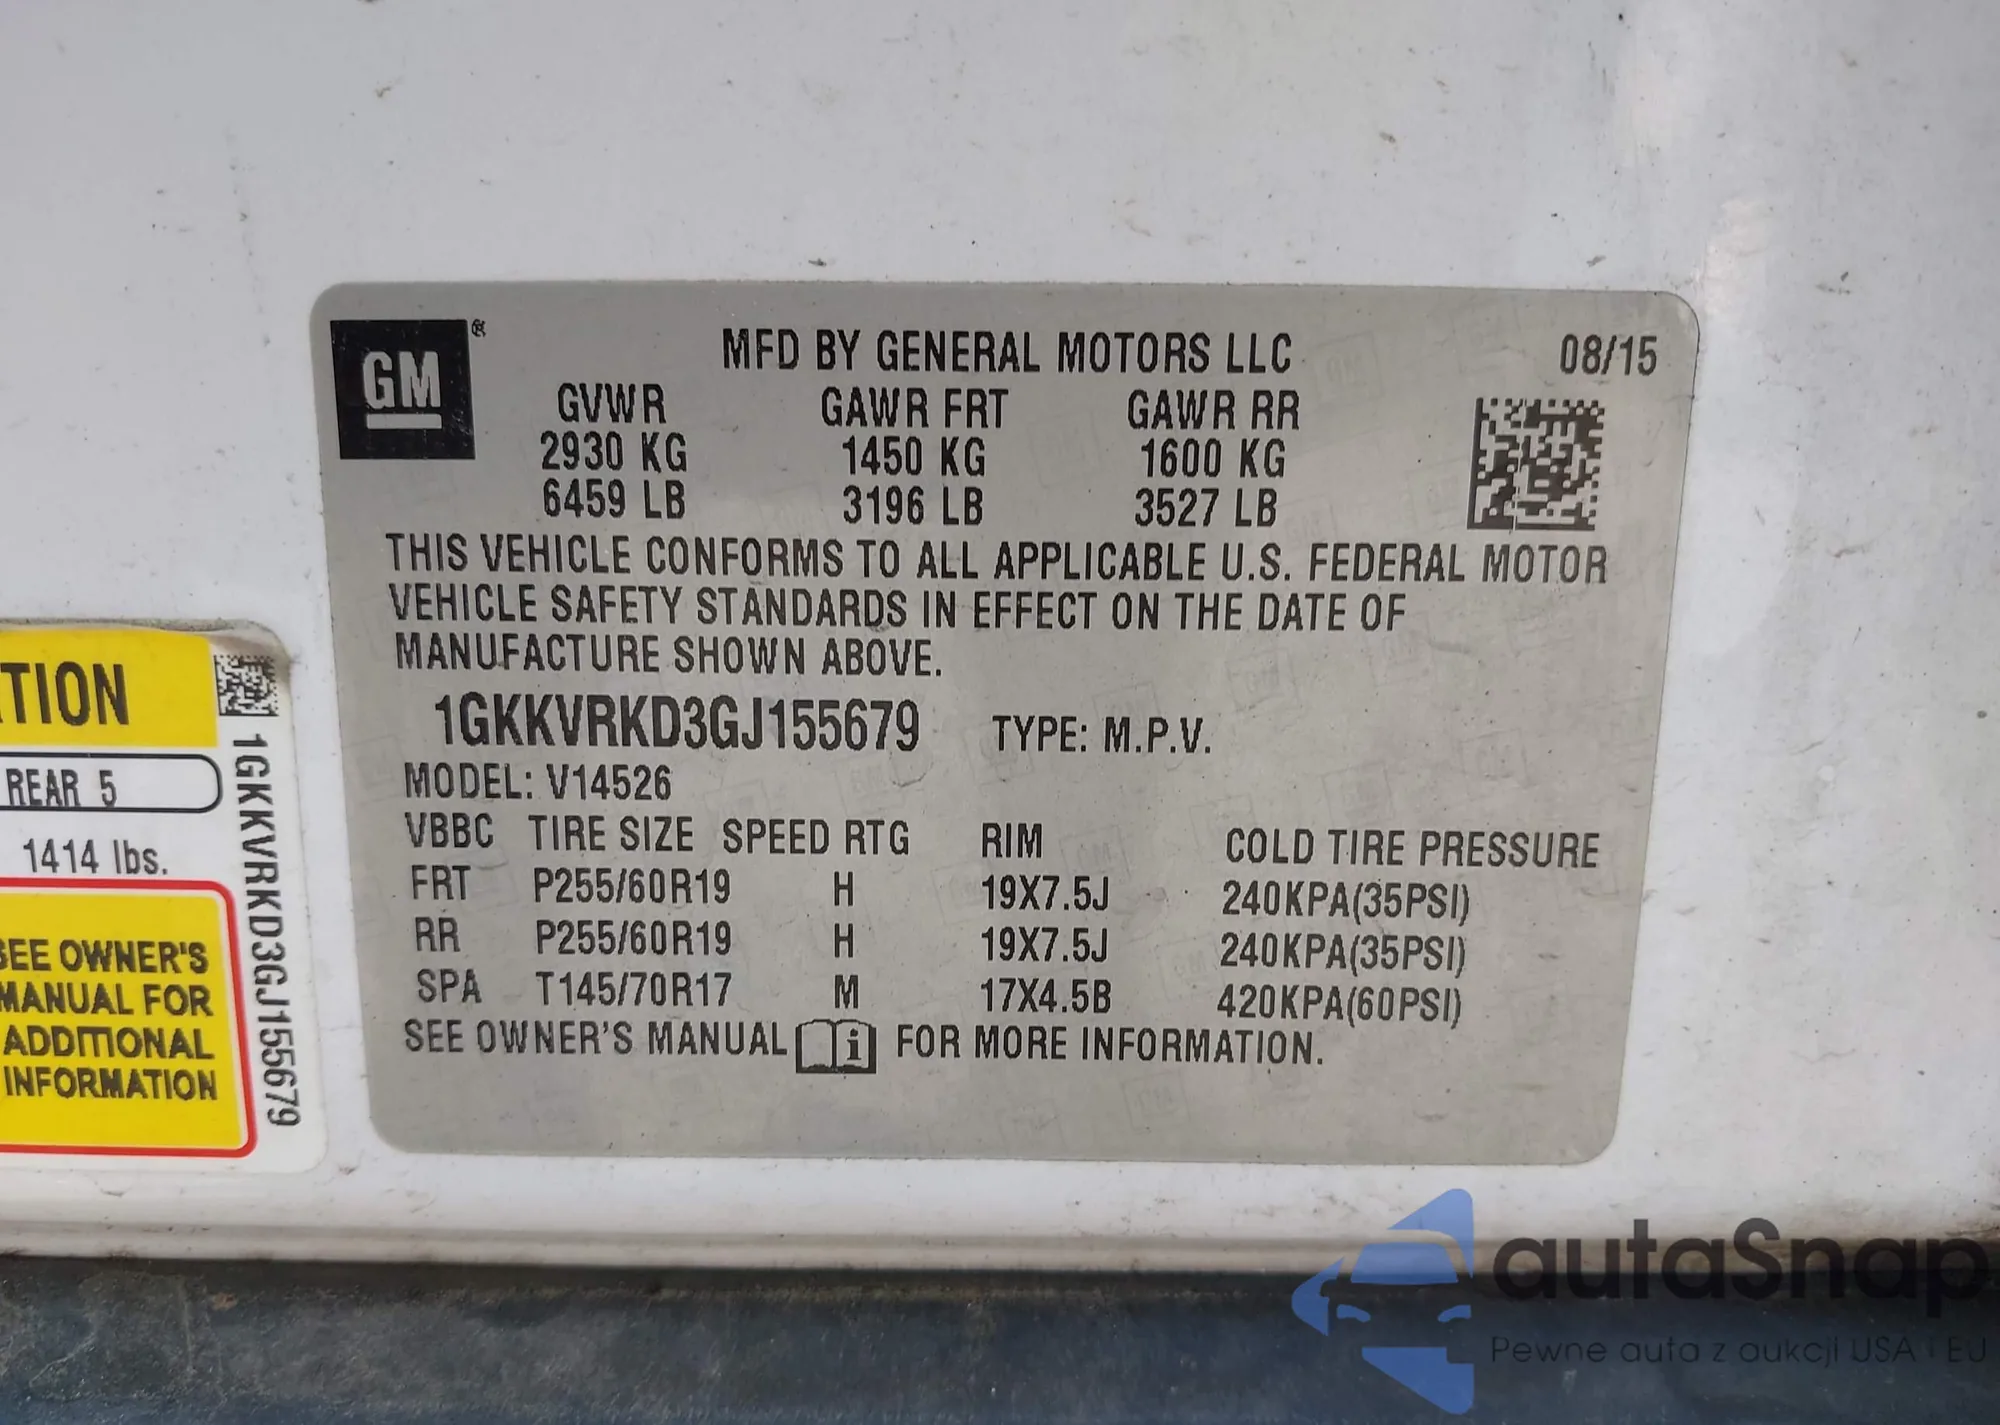 GM ®
MFD BY GENERAL MOTORS LLC 08/15
GVWR GAWR FRT GAWR RR
2930 KG 1450 KG 1600 KG
6459 LB 3196 LB 3527 LB
THIS VEHICLE CONFORMS TO ALL APPLICABLE U.S. FEDERAL MOTOR
VEHICLE SAFETY STANDARDS IN EFFECT ON THE DATE OF
MANUFACTURE SHOWN ABOVE.
1GKKVRKD3GJ155679 TYPE: M.P.V.
MODEL: V14526
VBBC TIRE SIZE SPEED RTG RIM COLD TIRE PRESSURE
FRT P255/60R19 H 19X7.5J 240KPA(35PSI)
RR P255/60R19 H 19X7.5J 240KPA(35PSI)
SPA T145/70R17 M 17X4.5B 420KPA(60PSI)
SEE OWNER'S MANUAL i FOR MORE INFORMATION.
TION
REAR 5
1414 lbs.
SEE OWNER'S
MANUAL FOR
ADDITIONAL
INFORMATION
1GKKVRKD3GJ155679
autaSnap
Pewne auta z aukcji USA i EU